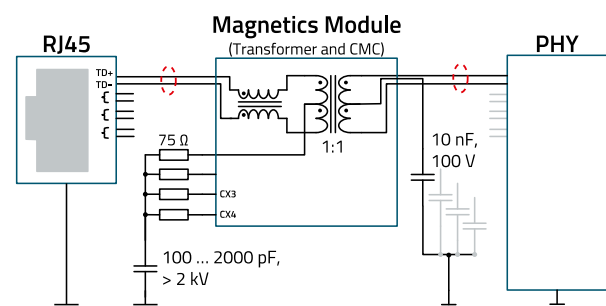 Magnetics Module
(Transformer and CMC)
RJ45
PHY
TD+
TD-
1:1
75 Ω
10 nF,
100 V
CX3
CX4
100 ... 2000 pF,
> 2 kV